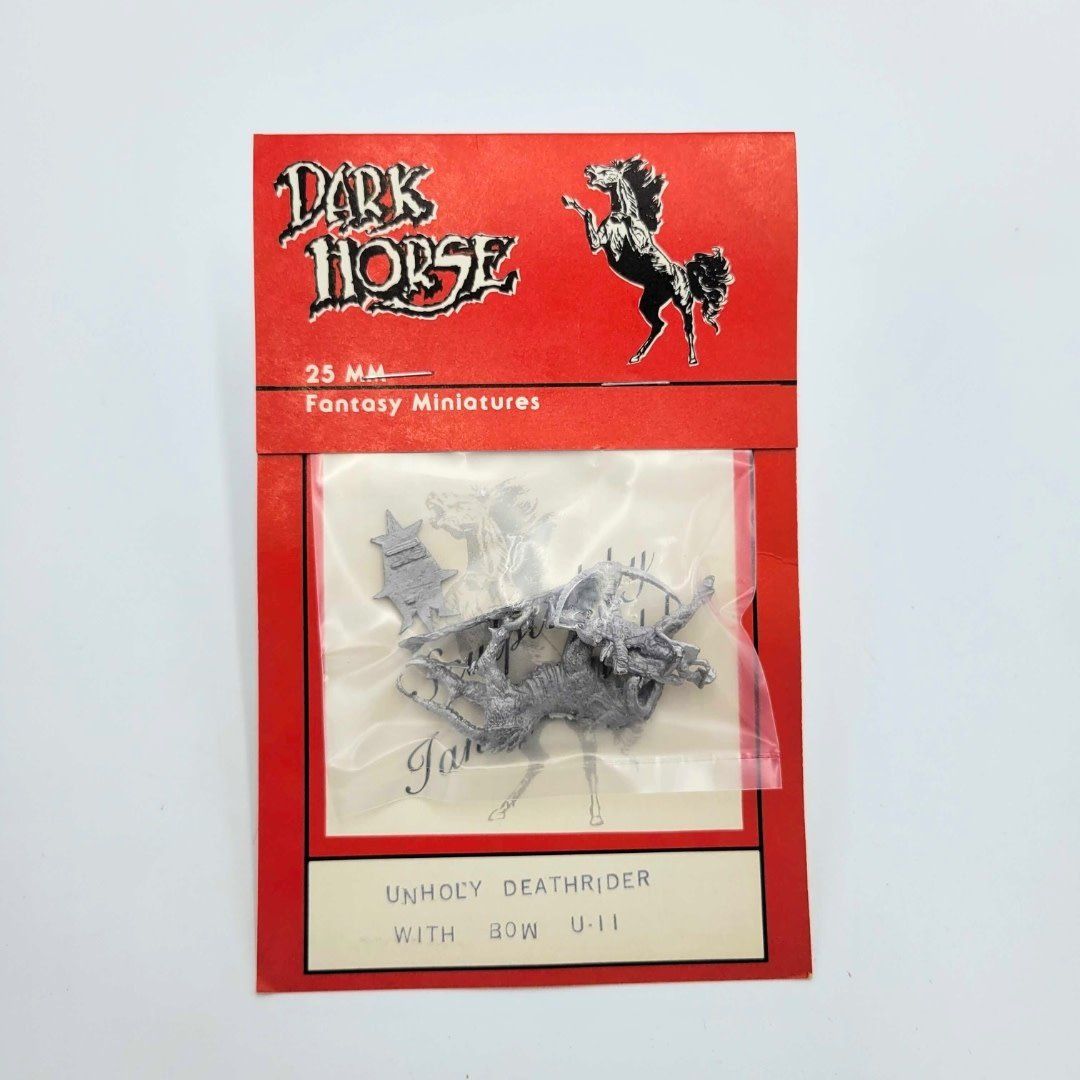 DARK
HORSE
25 MM
Fantasy Miniatures
UNHOLY DEATHRIDER
WITH BOW U-11